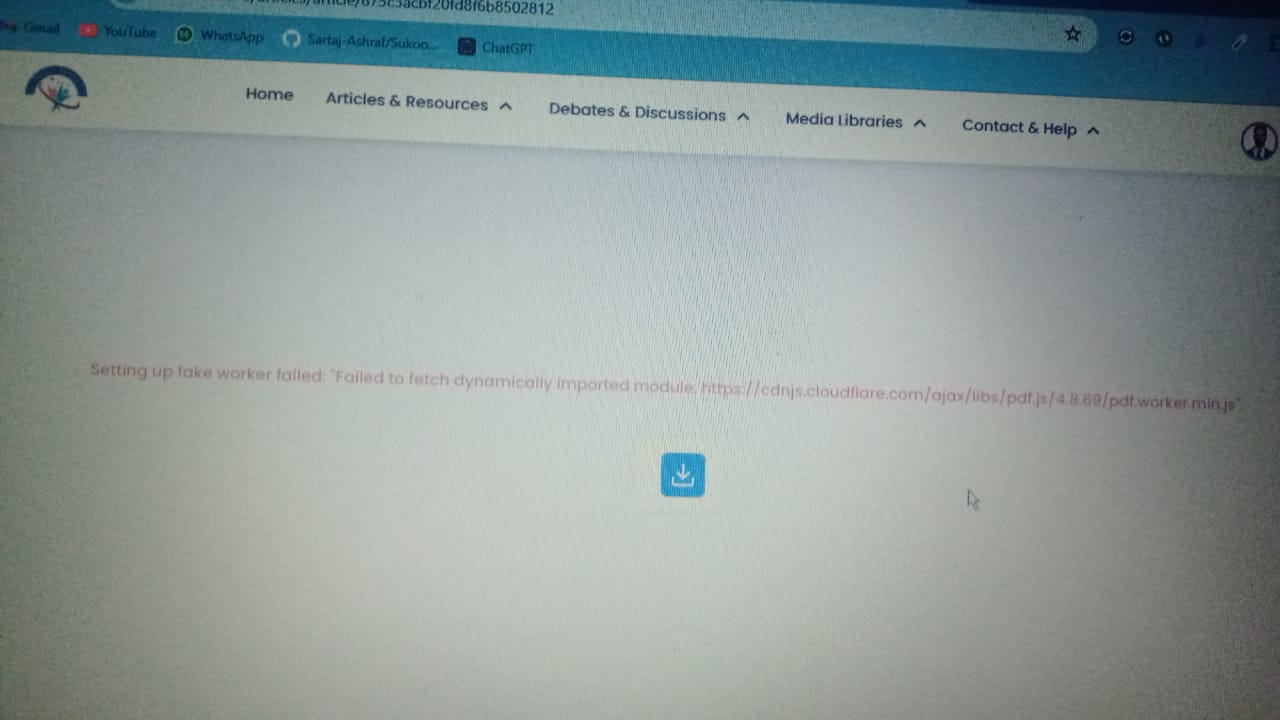 /article/675c3acbf20fd8f6b8502812
Gmail YouTube WhatsApp Sartaj-Ashraf/Sukoo... ChatGPT
Home Articles & Resources Debates & Discussions Media Libraries Contact & Help
Setting up fake worker failed: "Failed to fetch dynamically imported module: https://cdnjs.cloudflare.com/ajax/libs/pdf.js/4.8.69/pdf.worker.min.js".